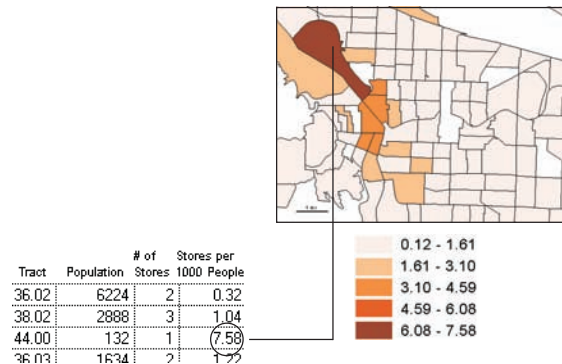 # of Stores per
Tract Population Stores 1000 People
36.02 6224 2 0.32
38.02 2888 3 1.04
44.00 132 1 7.58
36.03 1634 2 1.22
0.12 - 1.61
1.61 - 3.10
3.10 - 4.59
4.59 - 6.08
6.08 - 7.58